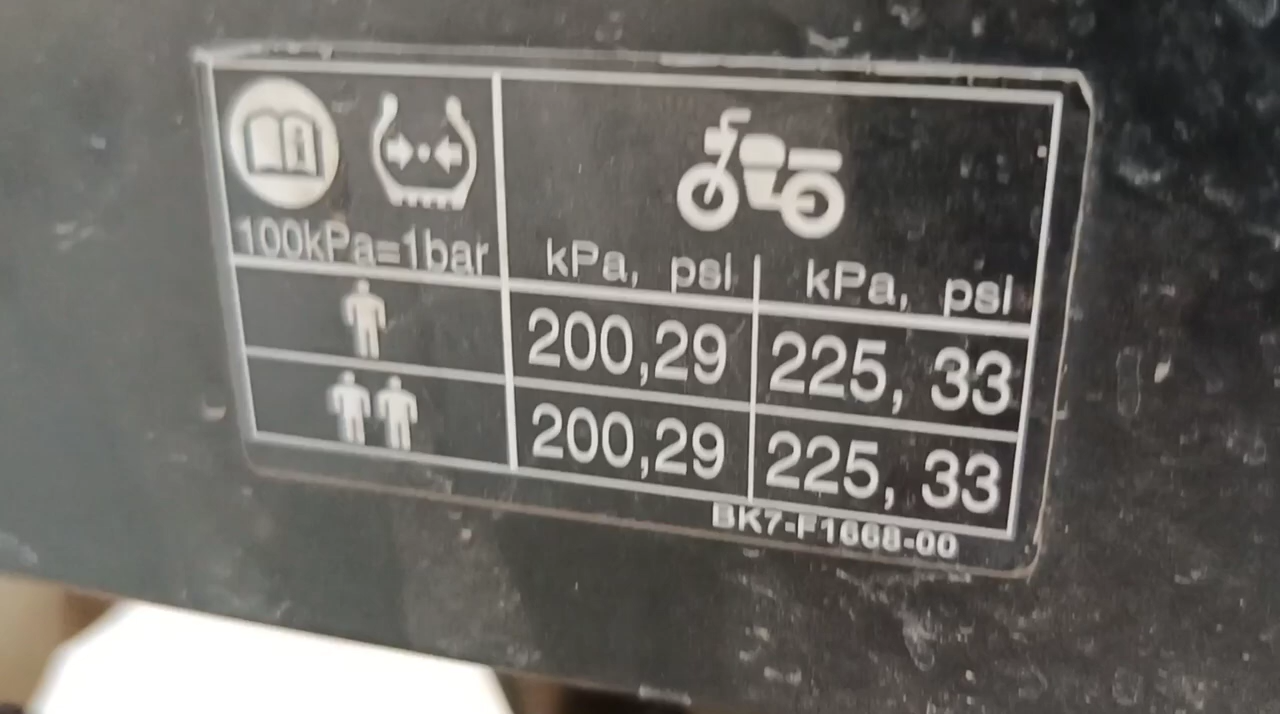 100kPa=1bar
kPa, psi kPa, psi
200,29 225, 33
200,29 225, 33
BK7-F1668-00